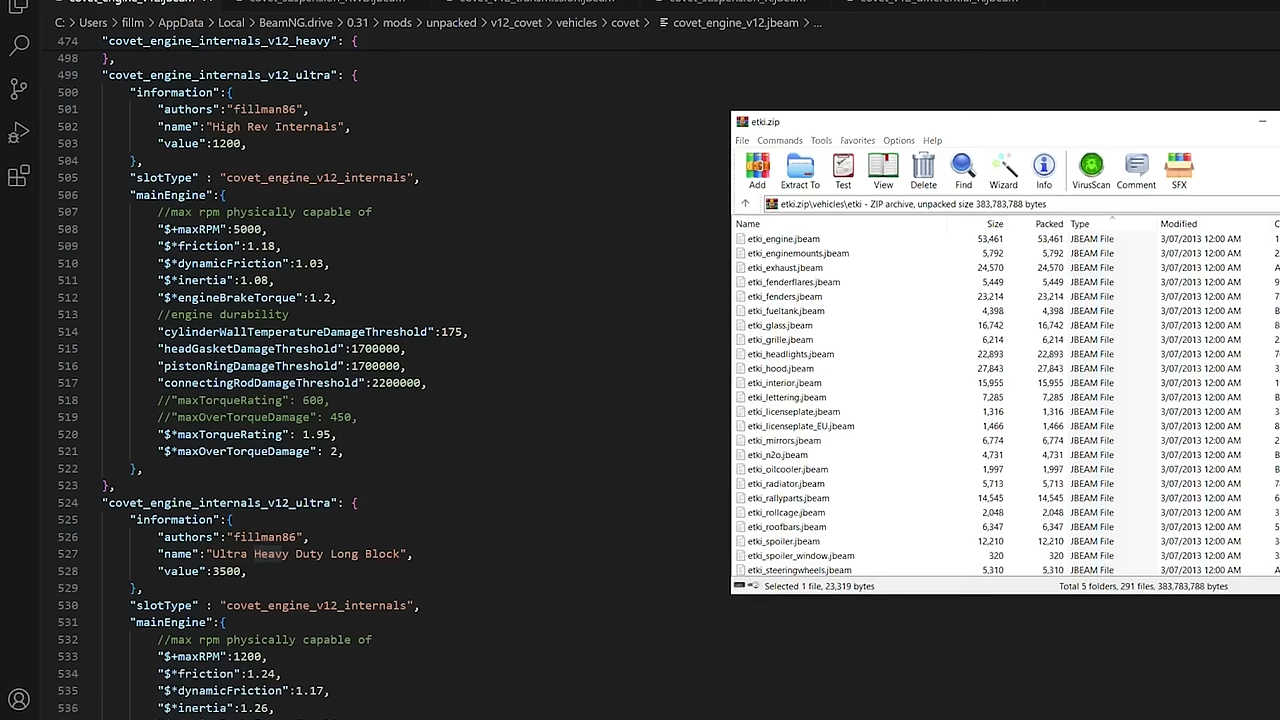 C: > Users > fillm > AppData > Local > BeamNG.drive > 0.31 > mods > unpacked > v12_covet > vehicles > covet > covet_engine_v12.jbeam > ...
474 "covet_engine_internals_v12_heavy": {
498 },
499 "covet_engine_internals_v12_ultra": {
500 "information":{
501 "authors":"fillman86",
502 "name":"High Rev Internals",
503 "value":1200,
504 },
505 "slotType" : "covet_engine_v12_internals",
506 "mainEngine":{
507 //max rpm physically capable of
508 "$+maxRPM":5000,
509 "$*friction":1.18,
510 "$*dynamicFriction":1.03,
511 "$*inertia":1.08,
512 "$*engineBrakeTorque":1.2,
513 //engine durability
514 "cylinderWallTemperatureDamageThreshold":175,
515 "headGasketDamageThreshold":1700000,
516 "pistonRingDamageThreshold":1700000,
517 "connectingRodDamageThreshold":2200000,
518 //"maxTorqueRating": 600,
519 //"maxOverTorqueDamage": 450,
520 "$*maxTorqueRating": 1.95,
521 "$*maxOverTorqueDamage": 2,
522 },
523 },
524 "covet_engine_internals_v12_ultra": {
525 "information":{
526 "authors":"fillman86",
527 "name":"Ultra Heavy Duty Long Block",
528 "value":3500,
529 },
530 "slotType" : "covet_engine_v12_internals",
531 "mainEngine":{
532 //max rpm physically capable of
533 "$+maxRPM":1200,
534 "$*friction":1.24,
535 "$*dynamicFriction":1.17,
536 "$*inertia":1.26,
etki.zip
File Commands Tools Favorites Options Help
Add Extract To Test View Delete Find Wizard Info VirusScan Comment SFX
etki.zip\vehicles\etki - ZIP archive, unpacked size 383,783,788 bytes
Name Size Packed Type Modified
etki_engine.jbeam 53,461 53,461 JBEAM File 3/07/2013 12:00 AM
etki_enginemounts.jbeam 5,792 5,792 JBEAM File 3/07/2013 12:00 AM
etki_exhaust.jbeam 24,570 24,570 JBEAM File 3/07/2013 12:00 AM
etki_fenderflares.jbeam 5,449 5,449 JBEAM File 3/07/2013 12:00 AM
etki_fenders.jbeam 23,214 23,214 JBEAM File 3/07/2013 12:00 AM
etki_fueltank.jbeam 4,398 4,398 JBEAM File 3/07/2013 12:00 AM
etki_glass.jbeam 16,742 16,742 JBEAM File 3/07/2013 12:00 AM
etki_grille.jbeam 6,214 6,214 JBEAM File 3/07/2013 12:00 AM
etki_headlights.jbeam 22,893 22,893 JBEAM File 3/07/2013 12:00 AM
etki_hood.jbeam 27,843 27,843 JBEAM File 3/07/2013 12:00 AM
etki_interior.jbeam 15,955 15,955 JBEAM File 3/07/2013 12:00 AM
etki_lettering.jbeam 7,285 7,285 JBEAM File 3/07/2013 12:00 AM
etki_licenseplate.jbeam 1,316 1,316 JBEAM File 3/07/2013 12:00 AM
etki_licenseplate_EU.jbeam 1,466 1,466 JBEAM File 3/07/2013 12:00 AM
etki_mirrors.jbeam 6,774 6,774 JBEAM File 3/07/2013 12:00 AM
etki_n2o.jbeam 4,731 4,731 JBEAM File 3/07/2013 12:00 AM
etki_oilcooler.jbeam 1,997 1,997 JBEAM File 3/07/2013 12:00 AM
etki_radiator.jbeam 5,713 5,713 JBEAM File 3/07/2013 12:00 AM
etki_rallyparts.jbeam 14,545 14,545 JBEAM File 3/07/2013 12:00 AM
etki_rollcage.jbeam 2,048 2,048 JBEAM File 3/07/2013 12:00 AM
etki_roofbars.jbeam 6,347 6,347 JBEAM File 3/07/2013 12:00 AM
etki_spoiler.jbeam 12,210 12,210 JBEAM File 3/07/2013 12:00 AM
etki_spoiler_window.jbeam 320 320 JBEAM File 3/07/2013 12:00 AM
etki_steeringwheels.jbeam 5,310 5,310 JBEAM File 3/07/2013 12:00 AM
Selected 1 file, 23,319 bytes Total 5 folders, 291 files, 383,783,788 bytes